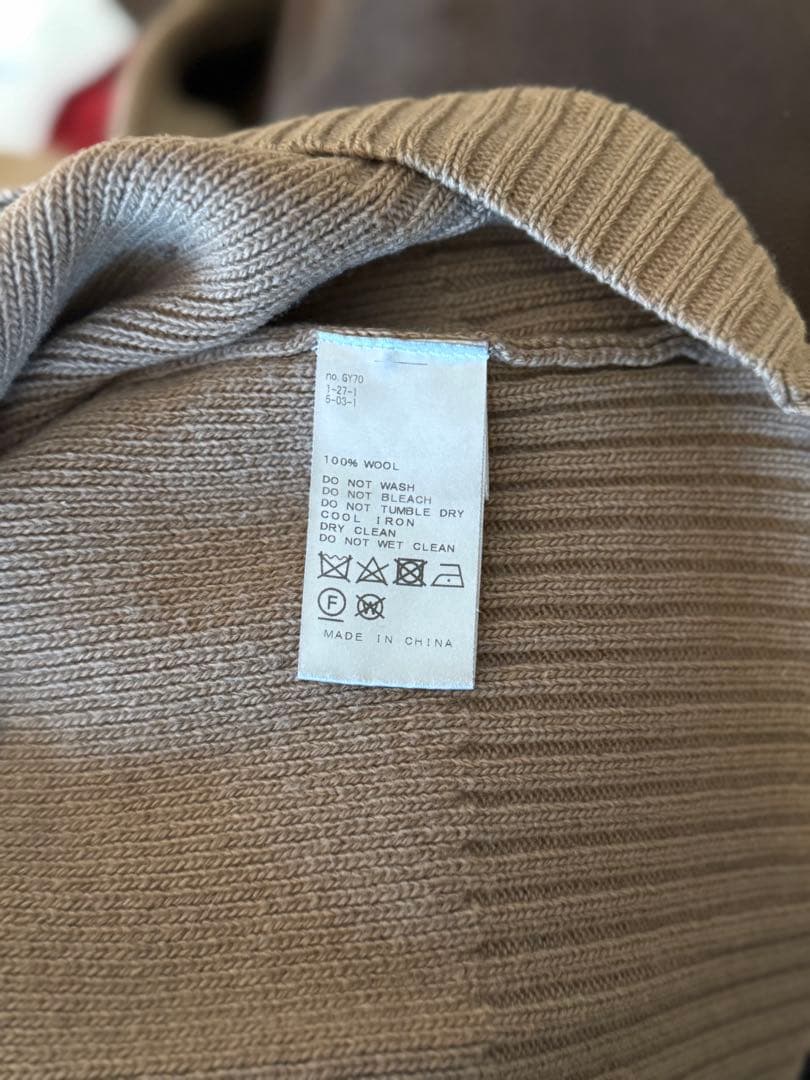 no. GY70
1-27-1
5-03-1
100% WOOL
DO NOT WASH
DO NOT BLEACH
DO NOT TUMBLE DRY
COOL IRON
DRY CLEAN
DO NOT WET CLEAN
F W
MADE IN CHINA